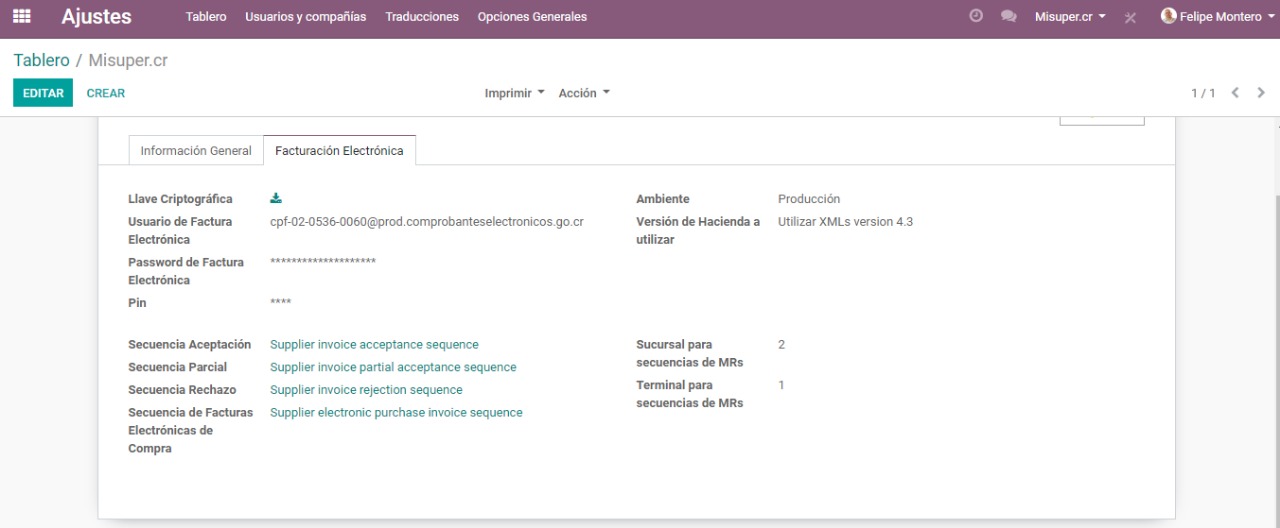 Ajustes Tablero Usuarios y compañías Traducciones Opciones Generales Misuper.cr Felipe Montero
Tablero / Misuper.cr
EDITAR CREAR Imprimir Acción 1 / 1
Información General Facturación Electrónica
Llave Criptográfica Ambiente Producción
Usuario de Factura Electrónica cpf-02-0536-0060@prod.comprobanteselectronicos.go.cr Versión de Hacienda a utilizar Utilizar XMLs version 4.3
Password de Factura Electrónica ********************
Pin ****
Secuencia Aceptación Supplier invoice acceptance sequence Sucursal para secuencias de MRs 2
Secuencia Parcial Supplier invoice partial acceptance sequence
Secuencia Rechazo Supplier invoice rejection sequence Terminal para secuencias de MRs 1
Secuencia de Facturas Electrónicas de Compra Supplier electronic purchase invoice sequence